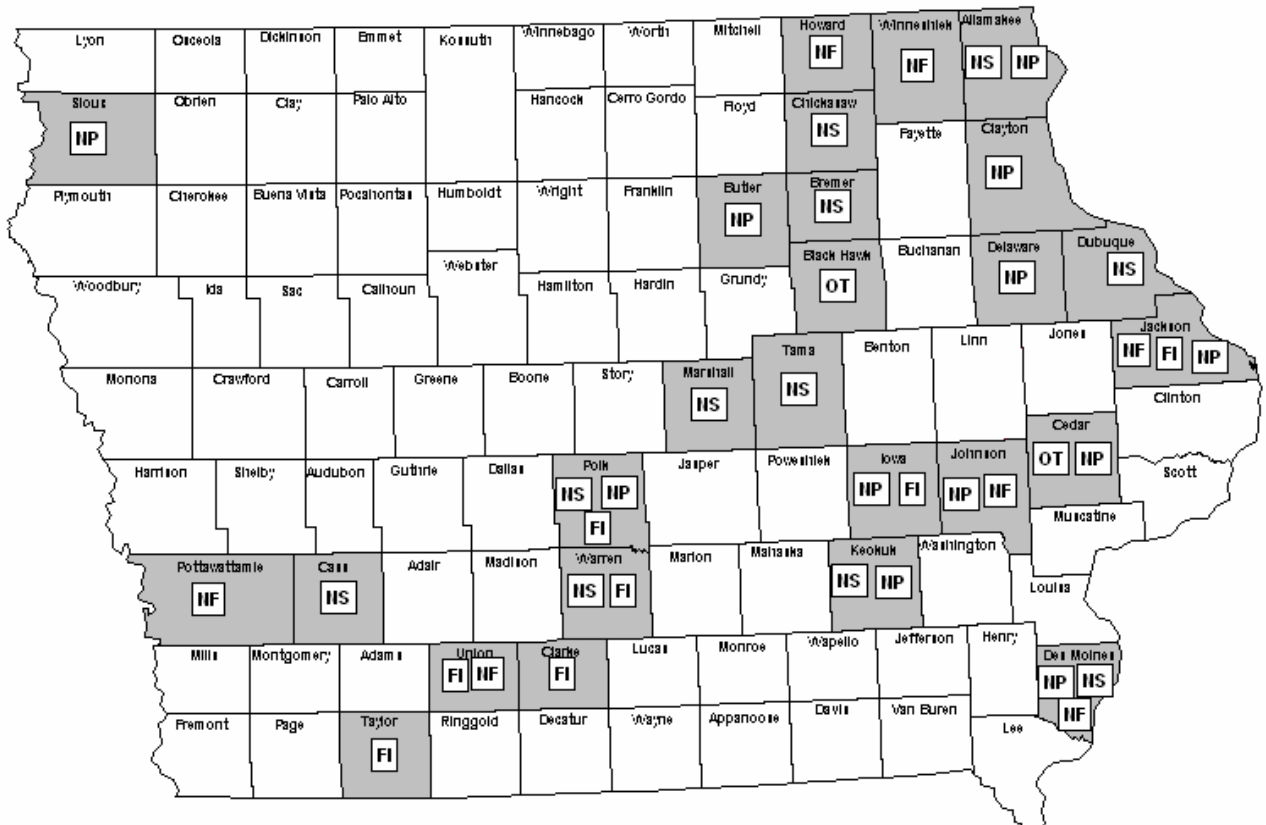 Lyon
Osceola
Dickinson
Emmet
Kossuth
Winnebago
Worth
Mitchell
Howard
NF
Winneshiek
NF
Allamakee
NS NP
Sioux
NP
Obrien
Clay
Palo Alto
Hancock
Cerro Gordo
Floyd
Chickasaw
NS
Fayette
Clayton
NP
Plymouth
Cherokee
Buena Vista
Pocahontas
Humboldt
Wright
Franklin
Butler
NP
Bremer
NS
Woodbury
Ida
Sac
Calhoun
Webster
Hamilton
Hardin
Grundy
Black Hawk
OT
Buchanan
Delaware
NP
Dubuque
NS
Monona
Crawford
Carroll
Greene
Boone
Story
Marshall
NS
Tama
NS
Benton
Linn
Jones
Jackson
NF FI NP
Clinton
Harrison
Shelby
Audubon
Guthrie
Dallas
Polk
NS NP
FI
Jasper
Poweshiek
Iowa
NP FI
Johnson
NP NF
Cedar
OT NP
Scott
Muscatine
Pottawattamie
NF
Cass
NS
Adair
Madison
Warren
NS FI
Marion
Mahaska
Keokuk
NS NP
Washington
Louisa
Mills
Montgomery
Adams
Union
FI NF
Clarke
FI
Lucas
Monroe
Wapello
Jefferson
Henry
Des Moines
NP NS
NF
Fremont
Page
Taylor
FI
Ringgold
Decatur
Wayne
Appanoose
Davis
Van Buren
Lee